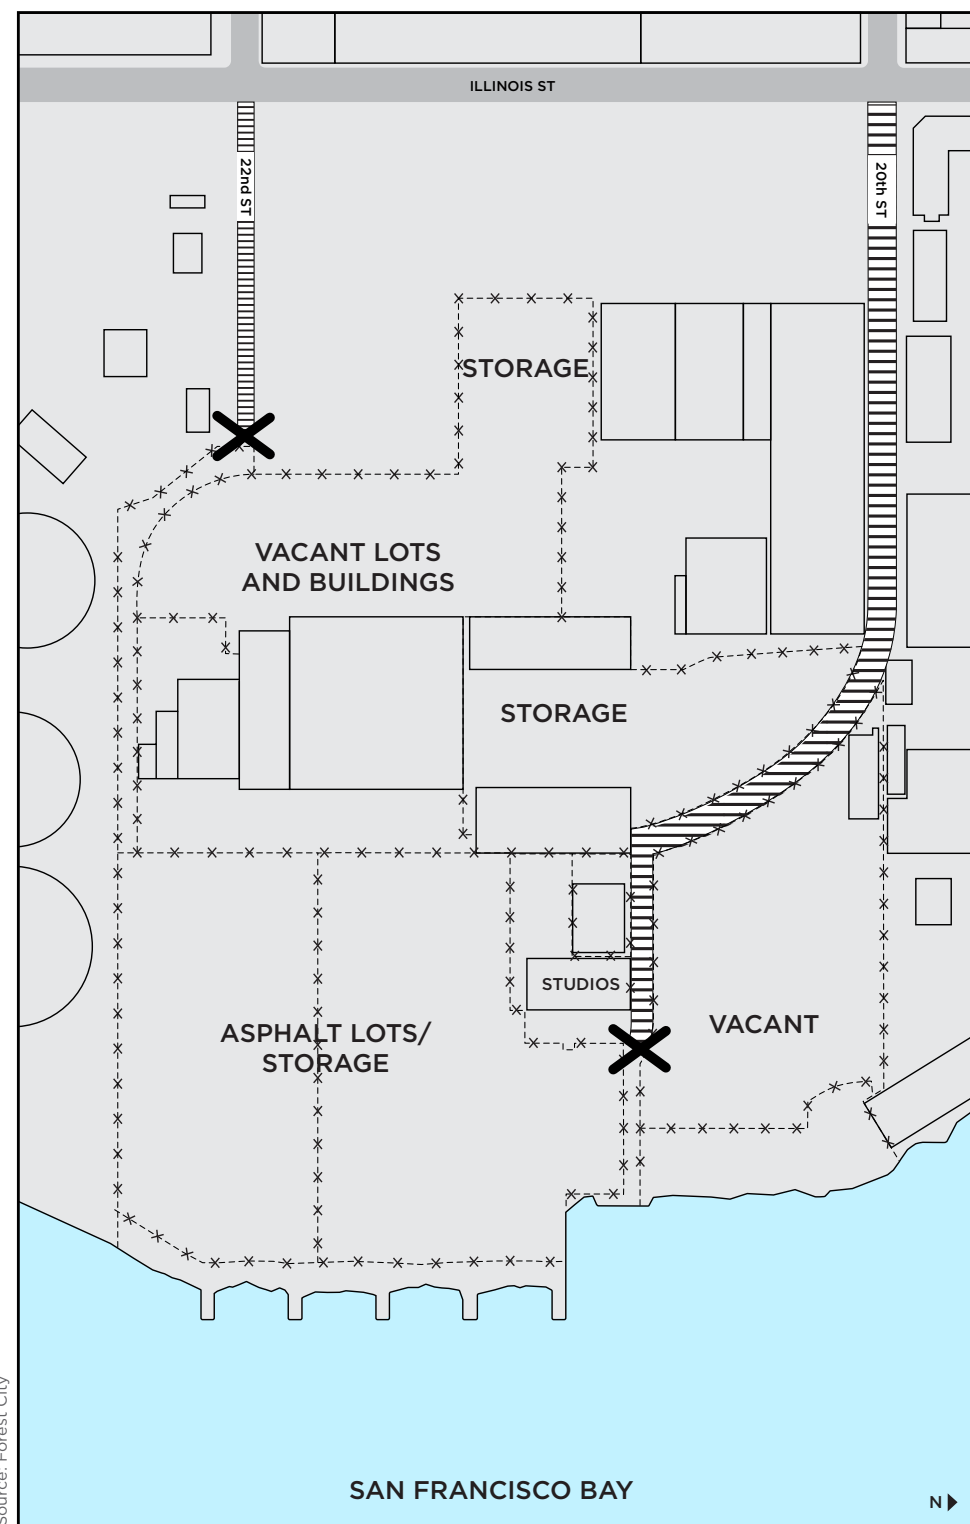 ILLINOIS ST
22nd ST
20th ST
STORAGE
VACANT LOTS
AND BUILDINGS
STORAGE
STUDIOS
ASPHALT LOTS/
STORAGE
VACANT
SAN FRANCISCO BAY
N
Source: Forest City